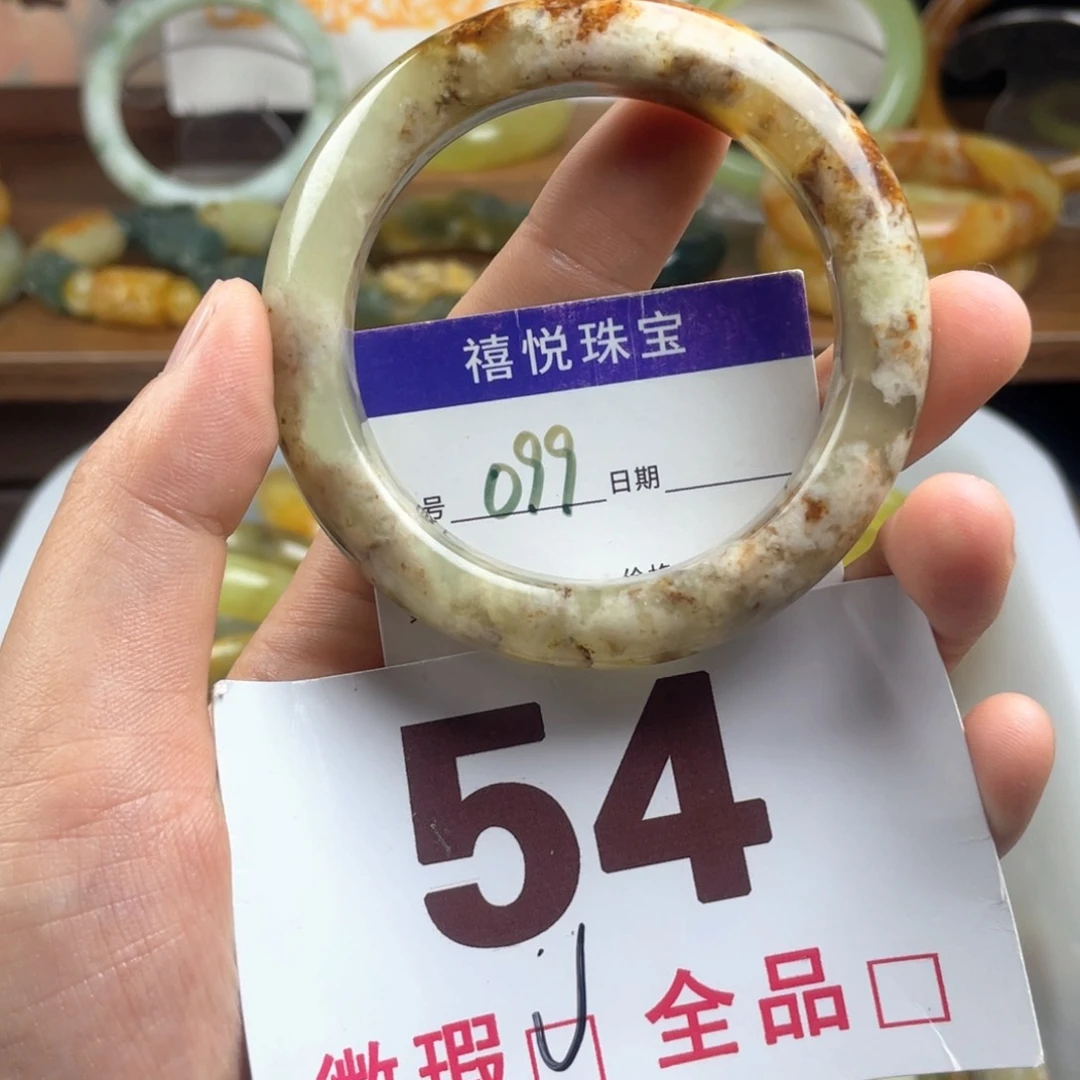 禧悦珠宝
号 099 日期
54
微瑕 全品